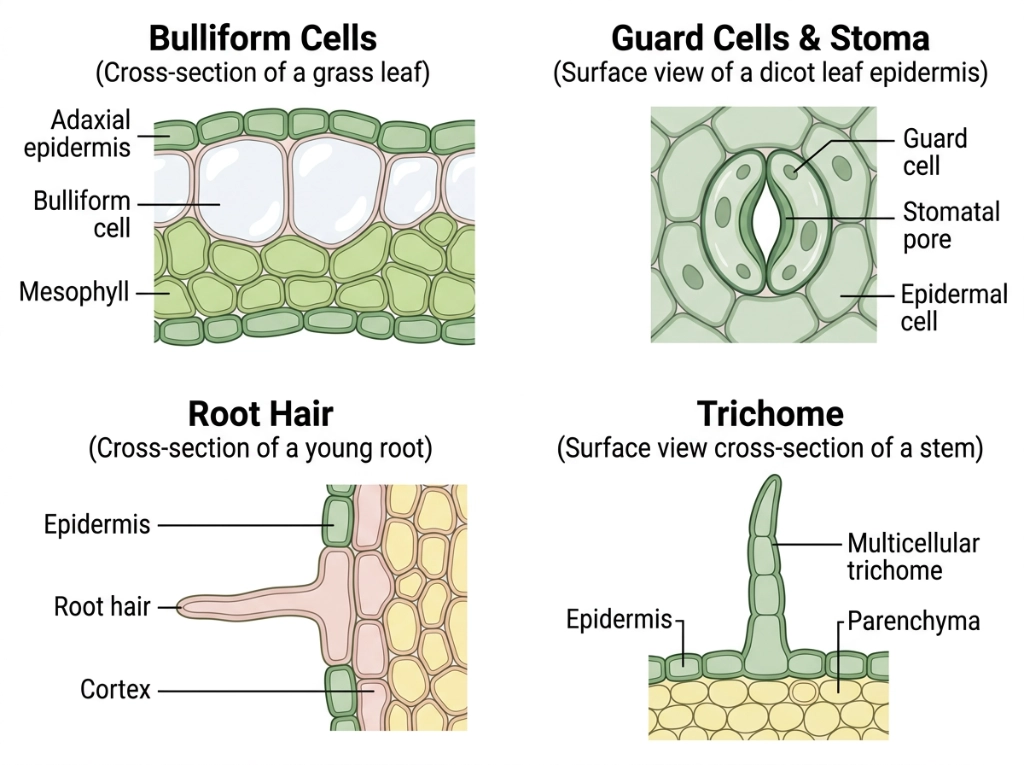 Bulliform Cells
(Cross-section of a grass leaf)
Adaxial
epidermis
Bulliform
cell
Mesophyll
Guard Cells & Stoma
(Surface view of a dicot leaf epidermis)
Guard
cell
Stomatal
pore
Epidermal
cell
Root Hair
(Cross-section of a young root)
Epidermis
Root hair
Cortex
Trichome
(Surface view cross-section of a stem)
Multicellular
trichome
Epidermis
Parenchyma